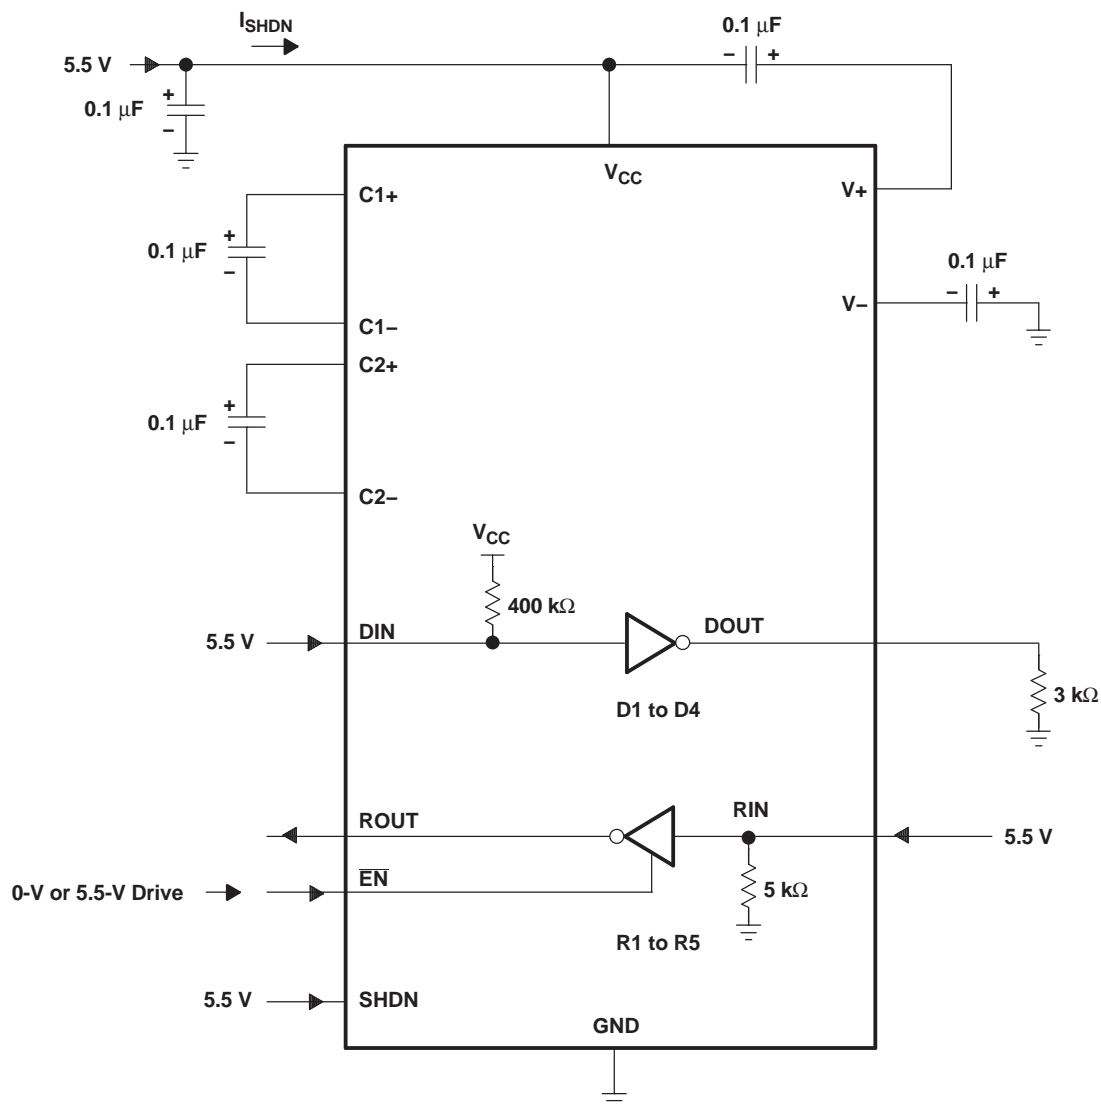 I_SHDN
0.1 μF
5.5 V
− +
+
0.1 μF
−
V_CC
V+
C1+
+
0.1 μF
−
0.1 μF
− +
V−
C1−
C2+
+
0.1 μF
−
C2−
V_CC
400 kΩ
5.5 V
DIN
DOUT
3 kΩ
D1 to D4
ROUT
RIN
5.5 V
0-V or 5.5-V Drive
E̅N̅
5 kΩ
R1 to R5
5.5 V
SHDN
GND